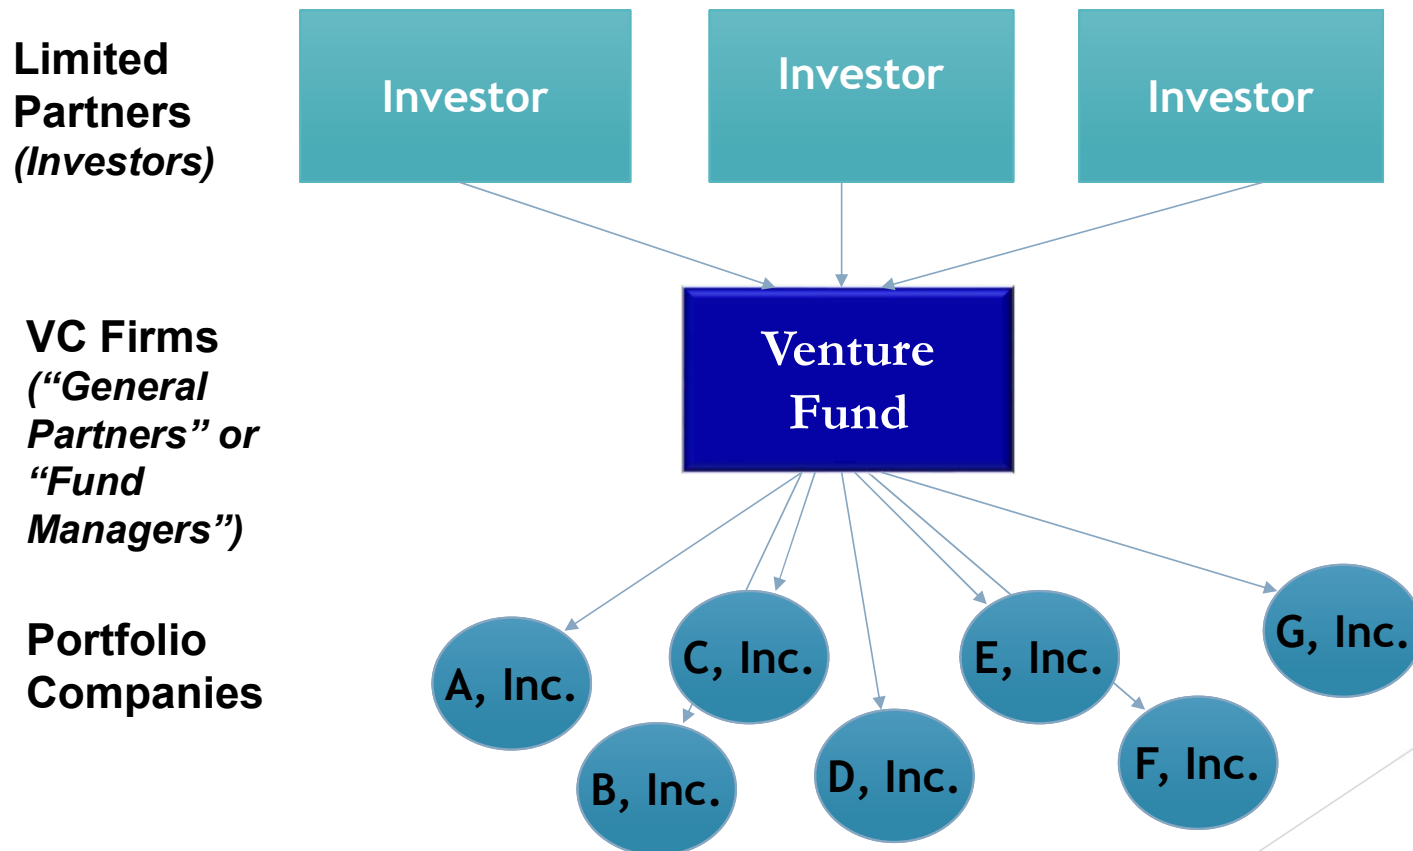 Limited
Partners
(Investors)
Investor
Investor
Investor
VC Firms
(“General
Partners” or
“Fund
Managers”)
Venture
Fund
Portfolio
Companies
A, Inc.
B, Inc.
C, Inc.
D, Inc.
E, Inc.
F, Inc.
G, Inc.